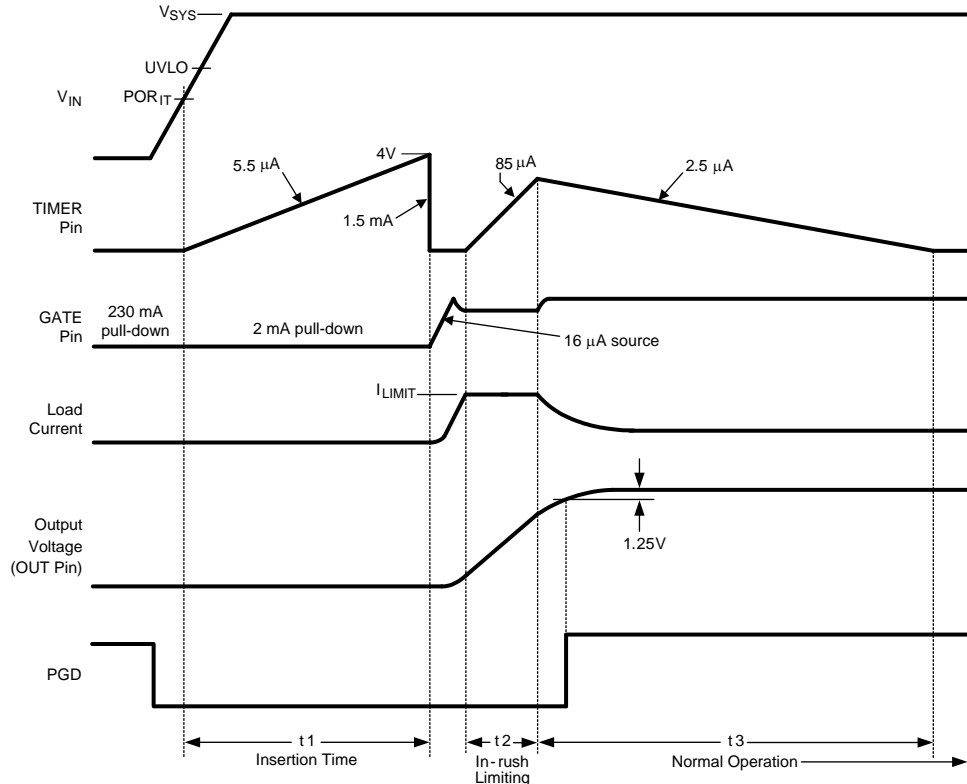 VSYS
UVLO
VIN
PORIT
4V
5.5 μA
85 μA
2.5 μA
TIMER
Pin
1.5 mA
GATE
Pin
230 mA
pull-down
2 mA pull-down
16 μA source
ILIMIT
Load
Current
Output
Voltage
(OUT Pin)
1.25V
PGD
t1
Insertion Time
t2
In-rush
Limiting
t3
Normal Operation